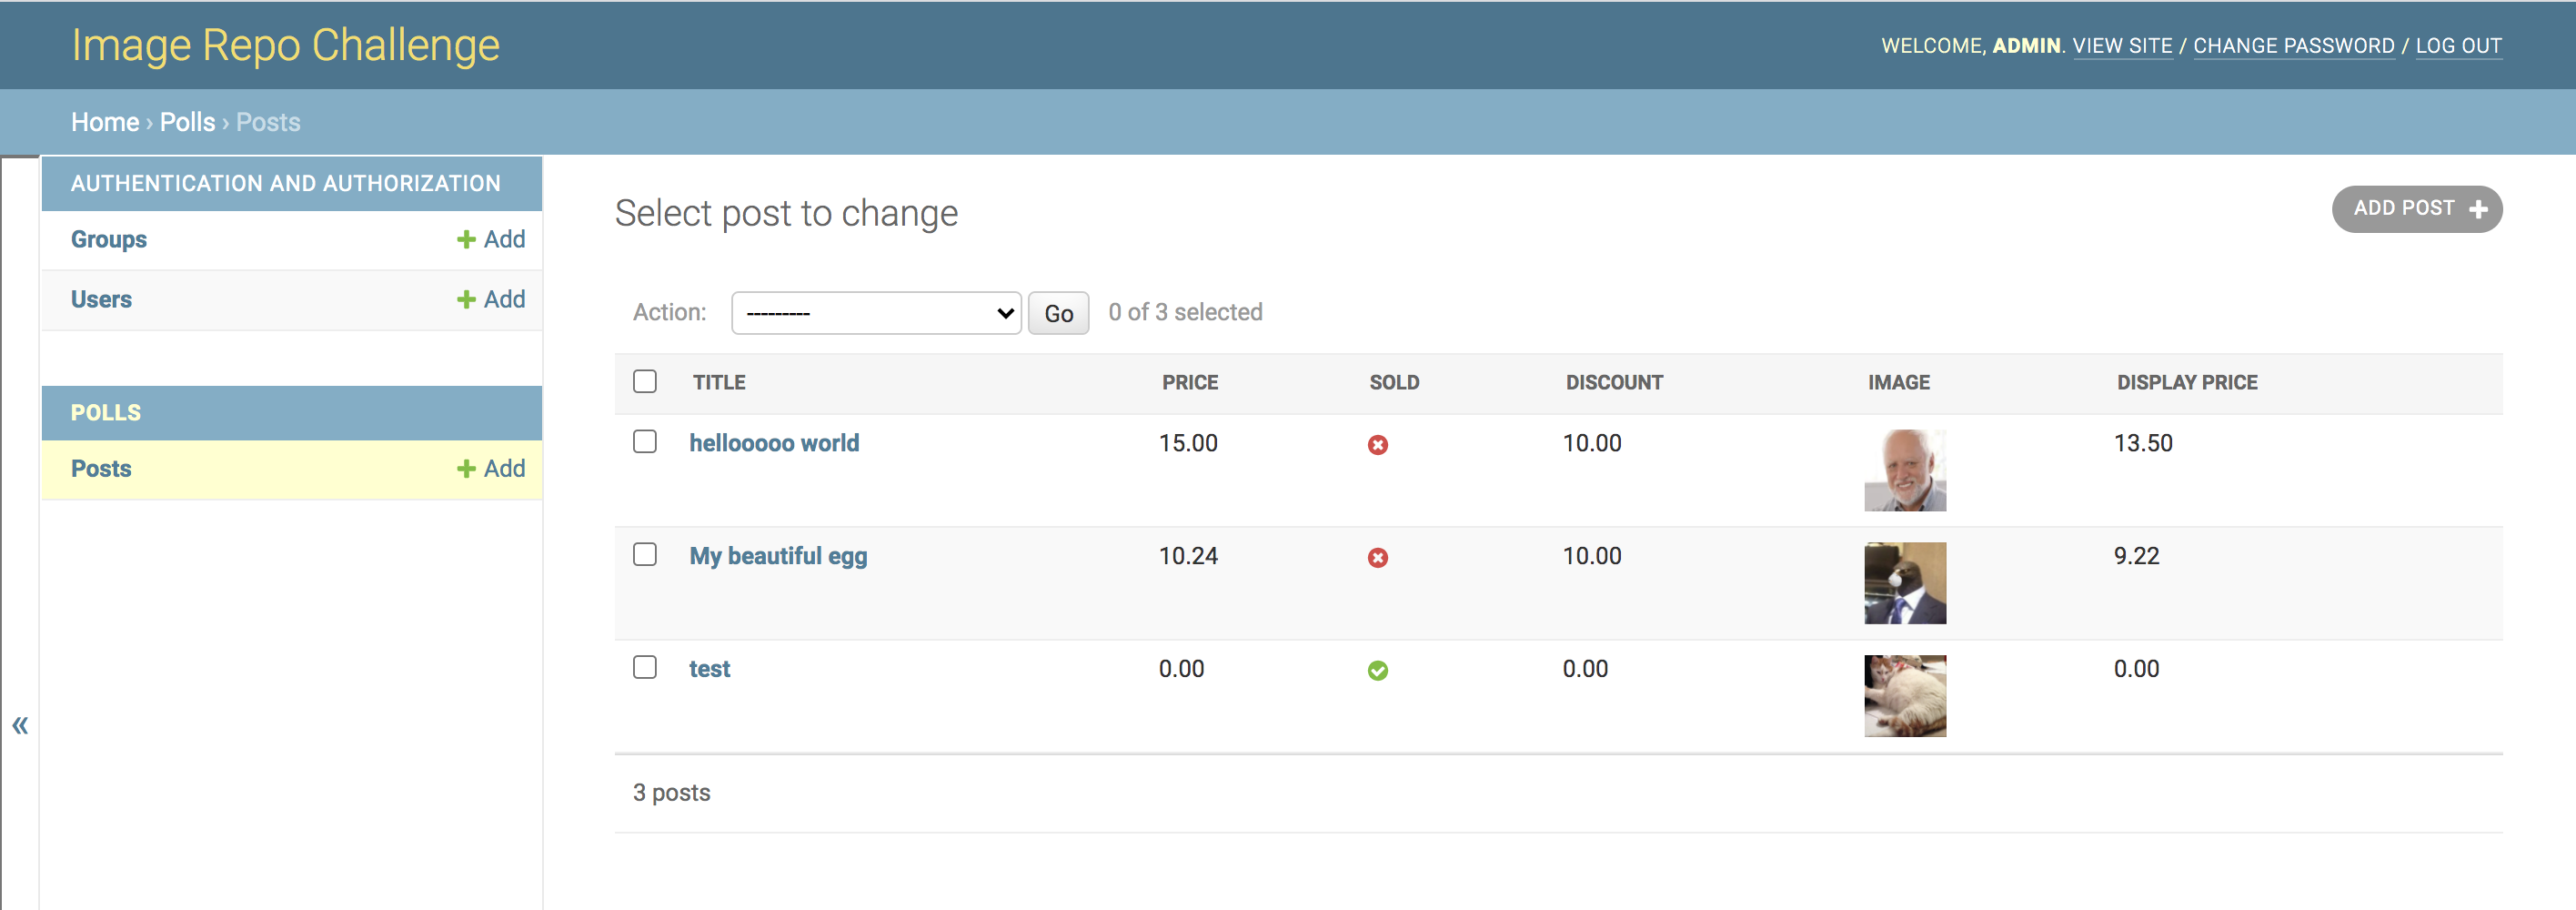 Image Repo Challenge
WELCOME, ADMIN. VIEW SITE / CHANGE PASSWORD / LOG OUT
Home › Polls › Posts
AUTHENTICATION AND AUTHORIZATION
Groups + Add
Users + Add
POLLS
Posts + Add
«
Select post to change
ADD POST +
Action: --------- Go 0 of 3 selected
TITLE PRICE SOLD DISCOUNT IMAGE DISPLAY PRICE
hellooooo world 15.00 10.00 13.50
My beautiful egg 10.24 10.00 9.22
test 0.00 0.00 0.00
3 posts